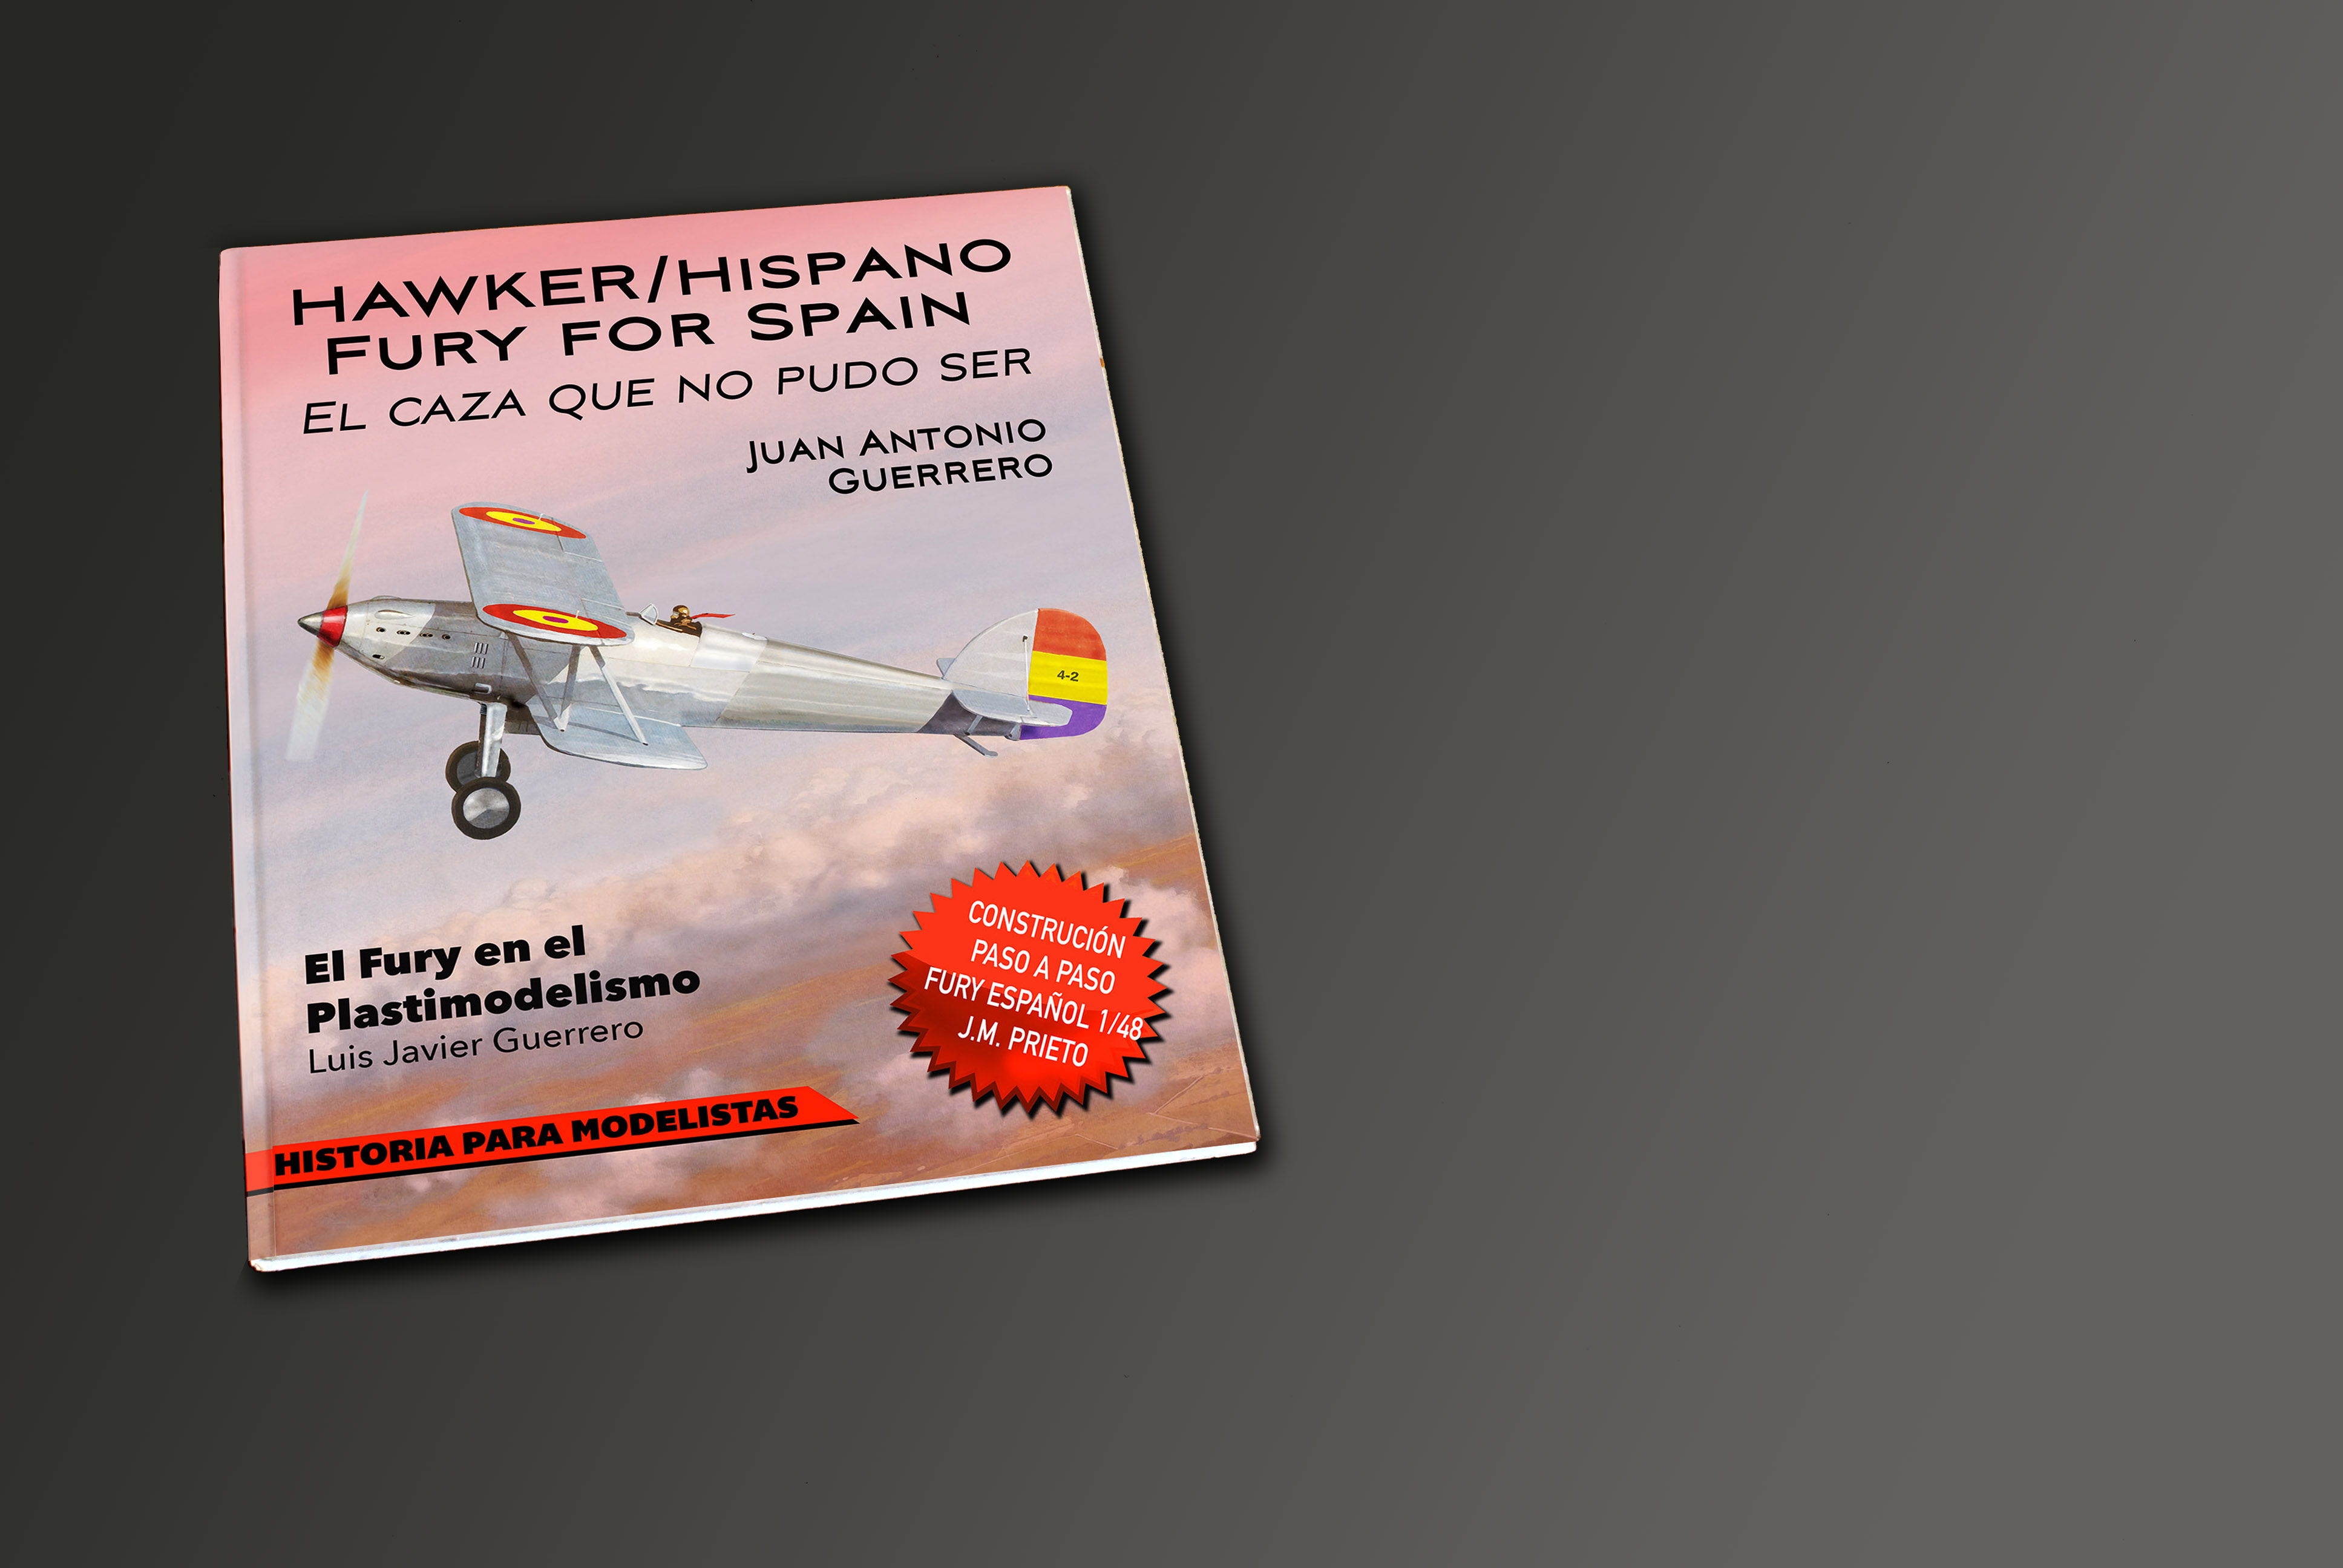 HAWKER/HISPANO
FURY FOR SPAIN
EL CAZA QUE NO PUDO SER
JUAN ANTONIO
GUERRERO
4-2
El Fury en el
Plastimodelismo
Luis Javier Guerrero
CONSTRUCIÓN
PASO A PASO
FURY ESPAÑOL 1/48
J.M. PRIETO
HISTORIA PARA MODELISTAS